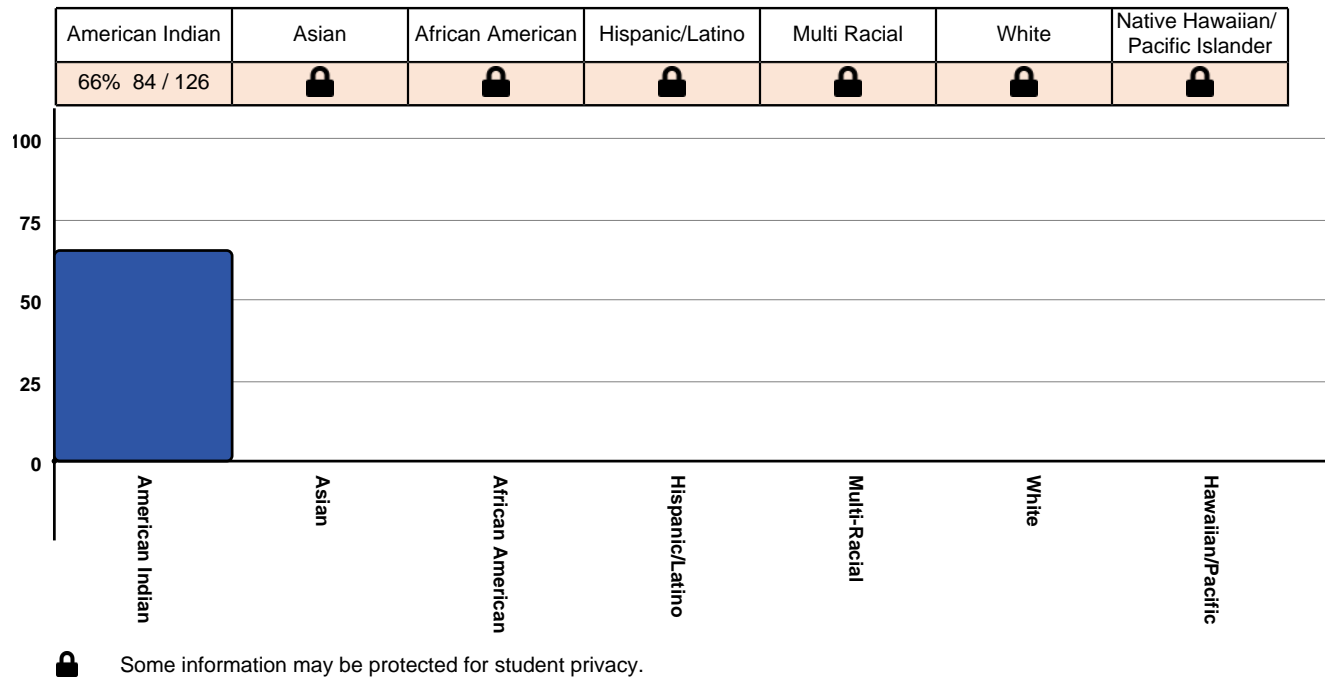 American Indian Asian African American Hispanic/Latino Multi Racial White Native Hawaiian/
Pacific Islander
66% 84 / 126
100
75
50
25
0
American Indian
Asian
African American
Hispanic/Latino
Multi-Racial
White
Hawaiian/Pacific
Some information may be protected for student privacy.